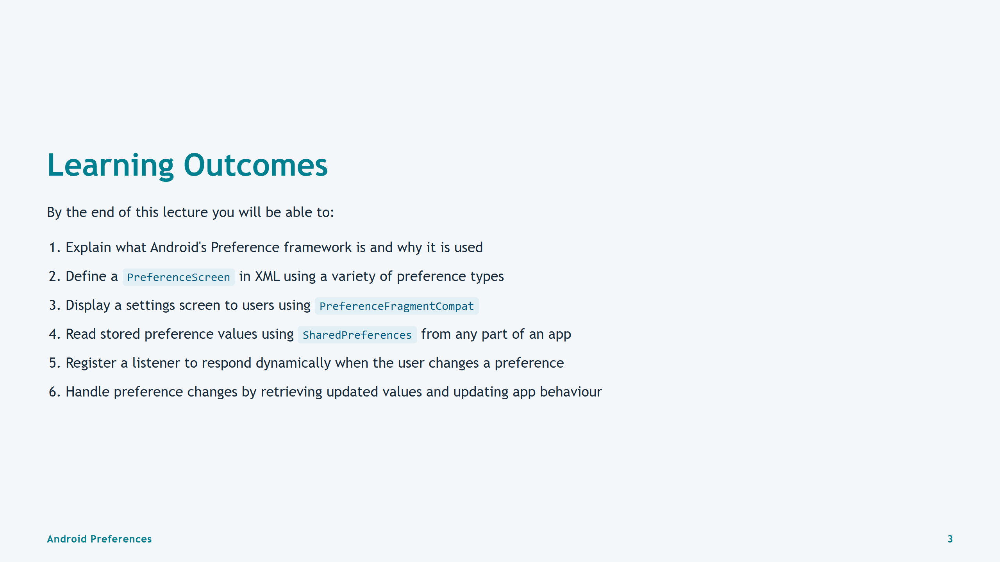 Learning Outcomes
By the end of this lecture you will be able to:
1. Explain what Android's Preference framework is and why it is used
2. Define a PreferenceScreen in XML using a variety of preference types
3. Display a settings screen to users using PreferenceFragmentCompat
4. Read stored preference values using SharedPreferences from any part of an app
5. Register a listener to respond dynamically when the user changes a preference
6. Handle preference changes by retrieving updated values and updating app behaviour
Android Preferences
3